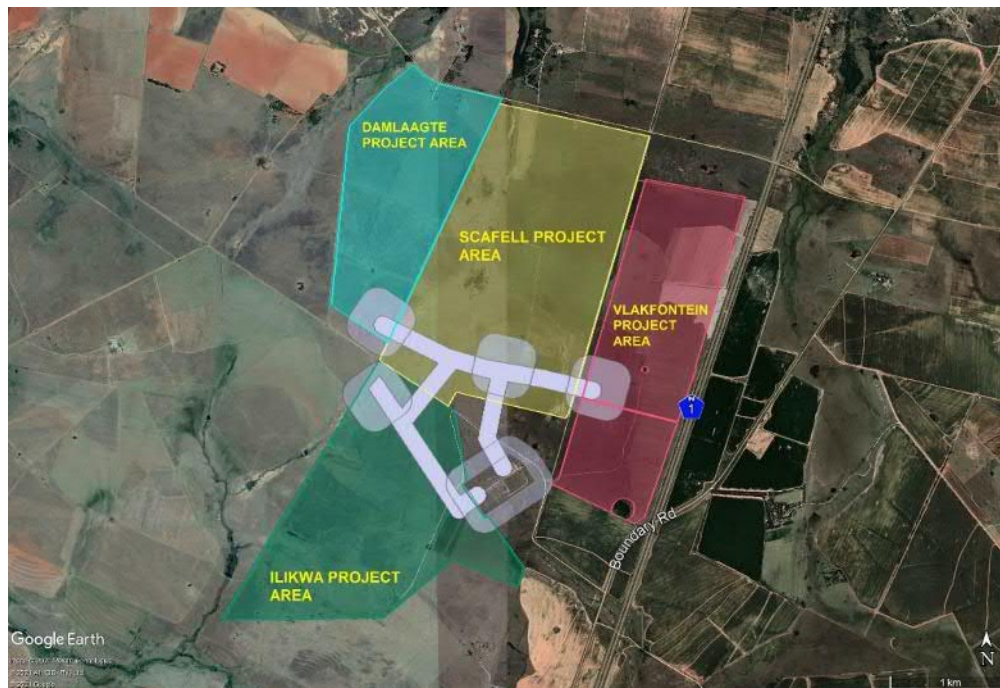 DAMLAAGTE
PROJECT AREA
SCAFELL PROJECT
AREA
VLAKFONTEIN
PROJECT
AREA
1
Boundary Rd
ILIKWA PROJECT
AREA
Google Earth
N
1 km